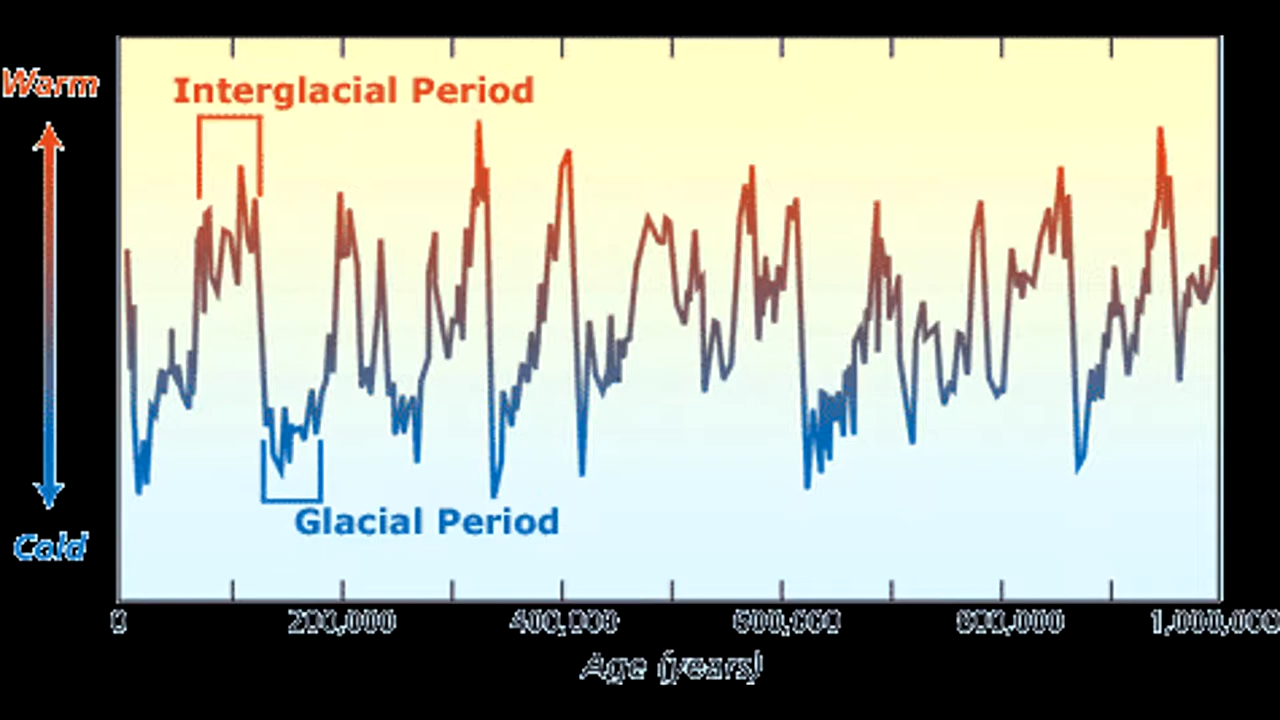 Warm
Interglacial Period
Glacial Period
Cold
0 200,000 400,000 600,000 800,000 1,000,000
Age (years)